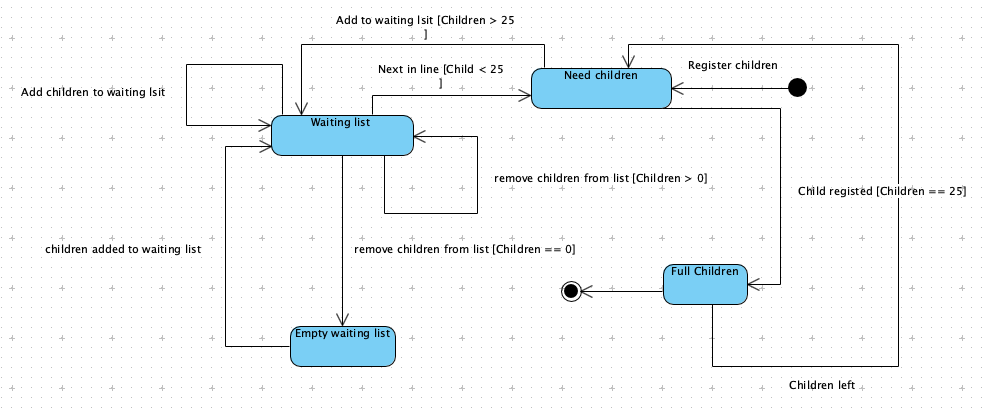 Add to waiting lsit [Children > 25
]
Next in line [Child < 25
]
Need children
Register children
Add children to waiting lsit
Waiting list
remove children from list [Children > 0]
Child registed [Children == 25]
children added to waiting list
remove children from list [Children == 0]
Full Children
Empty waiting list
Children left